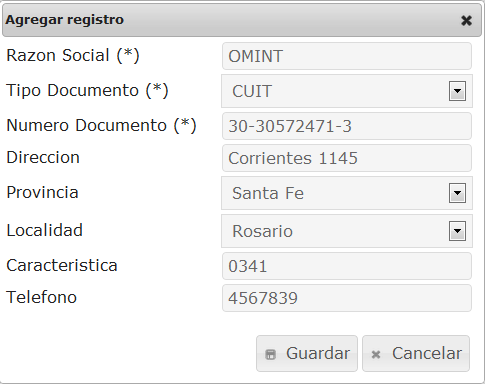 Agregar registro
Razon Social (*) OMINT
Tipo Documento (*) CUIT
Numero Documento (*) 30-30572471-3
Direccion Corrientes 1145
Provincia Santa Fe
Localidad Rosario
Caracteristica 0341
Telefono 4567839
Guardar Cancelar